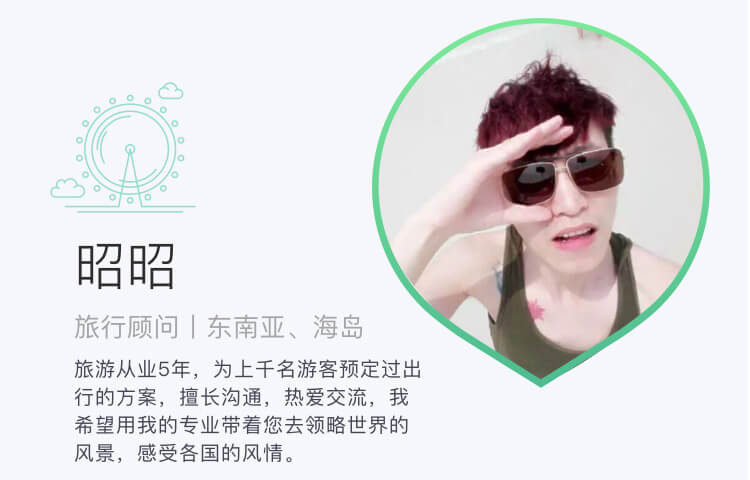 昭昭
旅行顾问丨东南亚、海岛
旅游从业5年，为上千名游客预定过出
行的方案，擅长沟通，热爱交流，我
希望用我的专业带着您去领略世界的
风景，感受各国的风情。